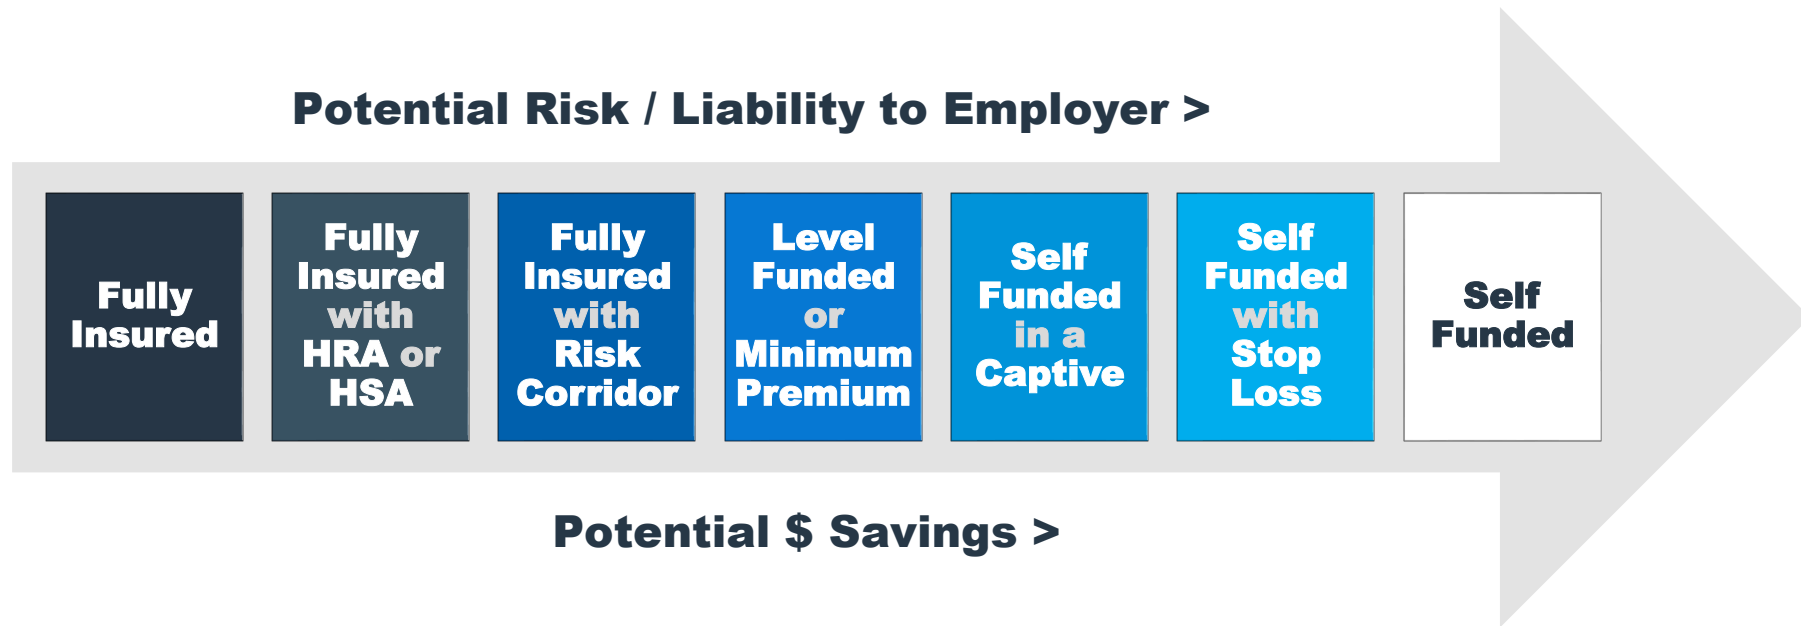 Potential Risk / Liability to Employer >
Fully
Insured
Fully
Insured
with
HRA or
HSA
Fully
Insured
with
Risk
Corridor
Level
Funded
or
Minimum
Premium
Self
Funded
in a
Captive
Self
Funded
with
Stop
Loss
Self
Funded
Potential $ Savings >